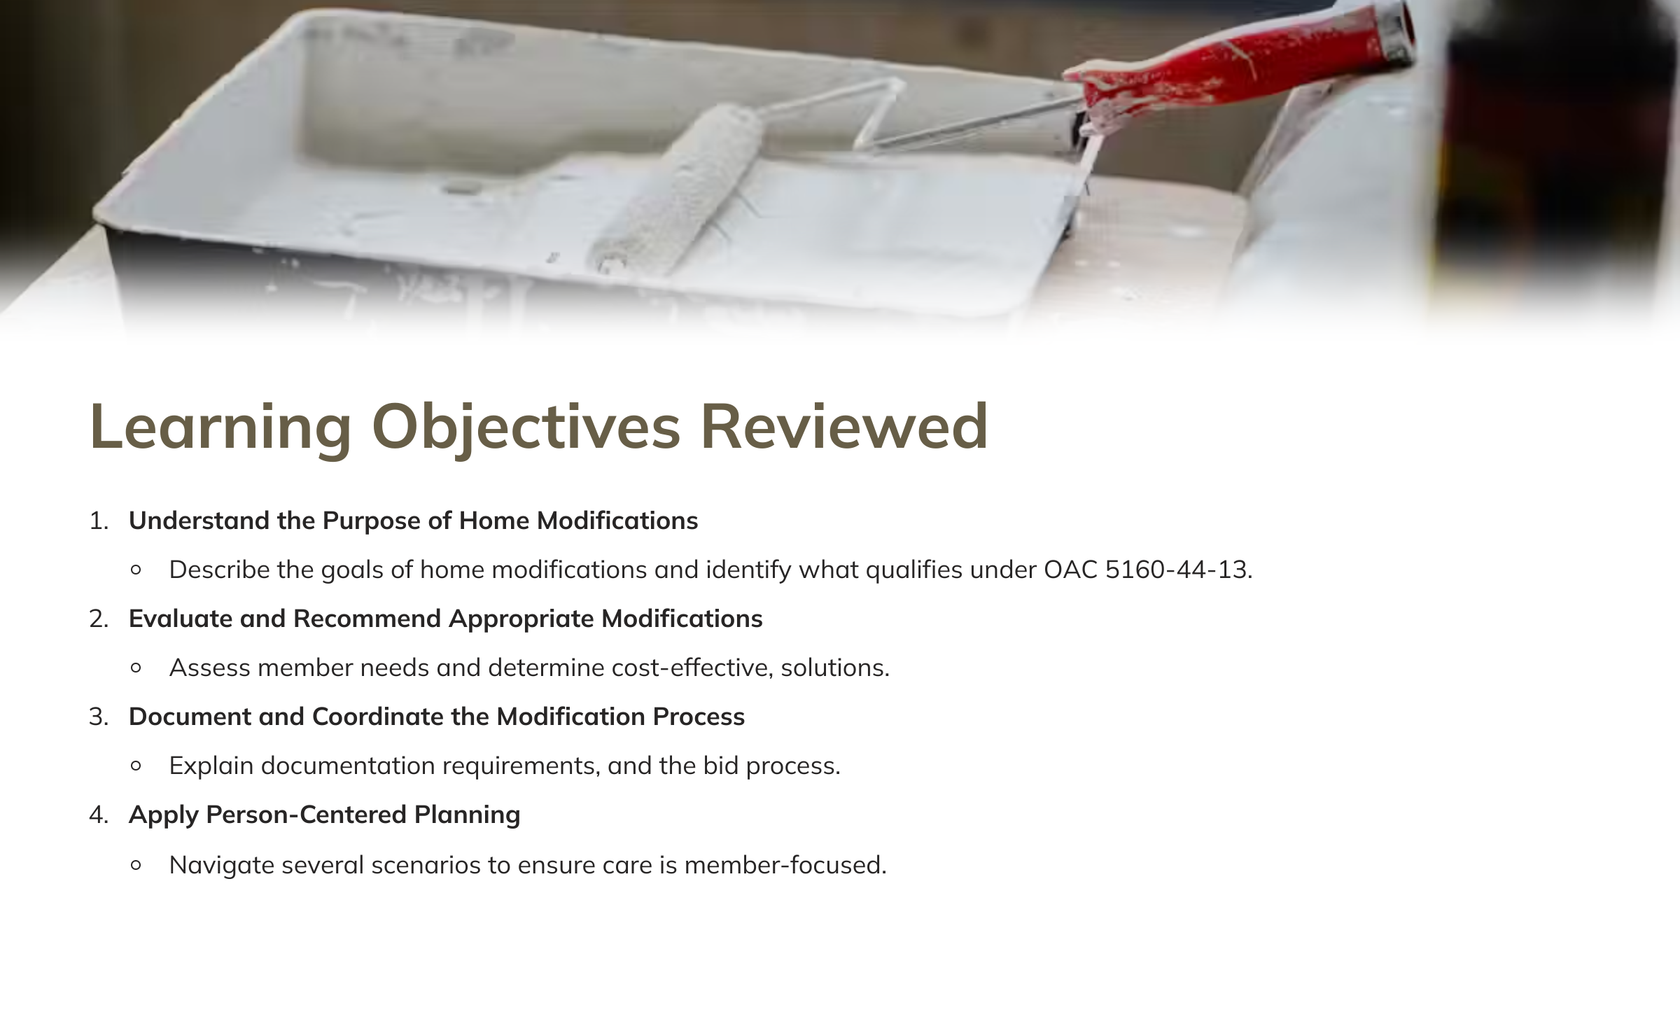 Learning Objectives Reviewed
1. Understand the Purpose of Home Modifications
○ Describe the goals of home modifications and identify what qualifies under OAC 5160-44-13.
2. Evaluate and Recommend Appropriate Modifications
○ Assess member needs and determine cost-effective, solutions.
3. Document and Coordinate the Modification Process
○ Explain documentation requirements, and the bid process.
4. Apply Person-Centered Planning
○ Navigate several scenarios to ensure care is member-focused.